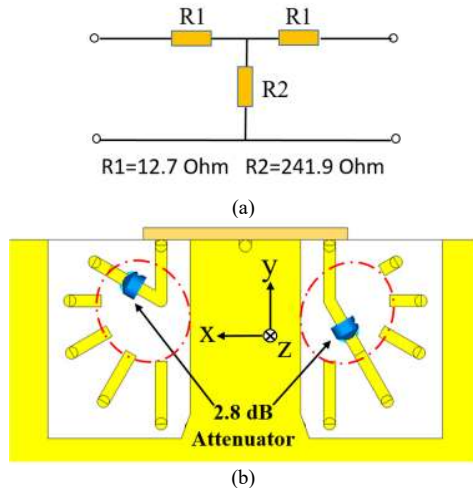 R1 R1
R2
R1=12.7 Ohm R2=241.9 Ohm
(a)
y
x
z
2.8 dB
Attenuator
(b)